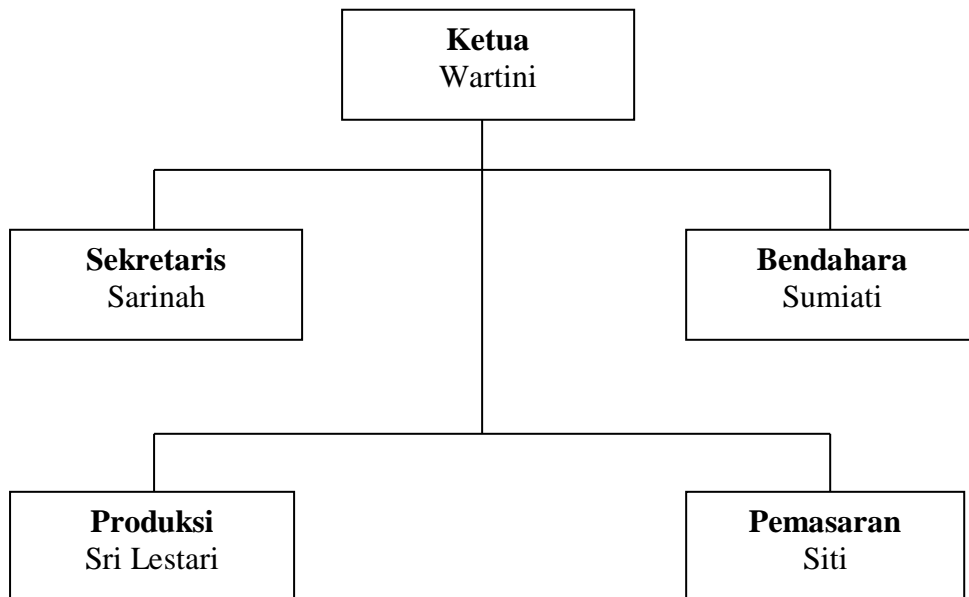 Ketua
Wartini
Sekretaris
Sarinah
Bendahara
Sumiati
Produksi
Sri Lestari
Pemasaran
Siti